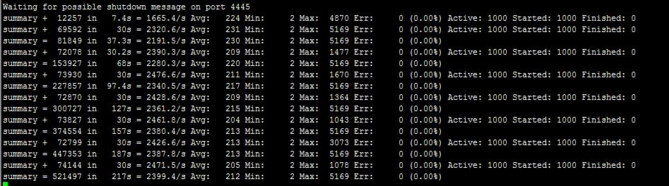 Waiting for possible shutdown message on port 4445
summary + 12257 in 7.4s = 1665.4/s Avg: 224 Min: 2 Max: 4870 Err: 0 (0.00%) Active: 1000 Started: 1000 Finished: 0
summary + 69592 in 30s = 2320.6/s Avg: 231 Min: 2 Max: 5169 Err: 0 (0.00%) Active: 1000 Started: 1000 Finished: 0
summary = 81849 in 37.3s = 2191.5/s Avg: 230 Min: 2 Max: 5169 Err: 0 (0.00%)
summary + 72078 in 30.2s = 2390.3/s Avg: 209 Min: 2 Max: 1477 Err: 0 (0.00%) Active: 1000 Started: 1000 Finished: 0
summary = 153927 in 68s = 2280.3/s Avg: 220 Min: 2 Max: 5169 Err: 0 (0.00%)
summary + 73930 in 30s = 2476.6/s Avg: 211 Min: 2 Max: 1670 Err: 0 (0.00%) Active: 1000 Started: 1000 Finished: 0
summary = 227857 in 97.4s = 2340.5/s Avg: 217 Min: 2 Max: 5169 Err: 0 (0.00%)
summary + 72870 in 30s = 2428.6/s Avg: 209 Min: 2 Max: 1364 Err: 0 (0.00%) Active: 1000 Started: 1000 Finished: 0
summary = 300727 in 127s = 2361.2/s Avg: 215 Min: 2 Max: 5169 Err: 0 (0.00%)
summary + 73827 in 30s = 2461.8/s Avg: 204 Min: 2 Max: 1043 Err: 0 (0.00%) Active: 1000 Started: 1000 Finished: 0
summary = 374554 in 157s = 2380.4/s Avg: 213 Min: 2 Max: 5169 Err: 0 (0.00%)
summary + 72799 in 30s = 2426.6/s Avg: 213 Min: 2 Max: 3073 Err: 0 (0.00%) Active: 1000 Started: 1000 Finished: 0
summary = 447353 in 187s = 2387.8/s Avg: 213 Min: 2 Max: 5169 Err: 0 (0.00%)
summary + 74144 in 30s = 2471.5/s Avg: 205 Min: 2 Max: 1078 Err: 0 (0.00%) Active: 1000 Started: 1000 Finished: 0
summary = 521497 in 217s = 2399.4/s Avg: 212 Min: 2 Max: 5169 Err: 0 (0.00%)